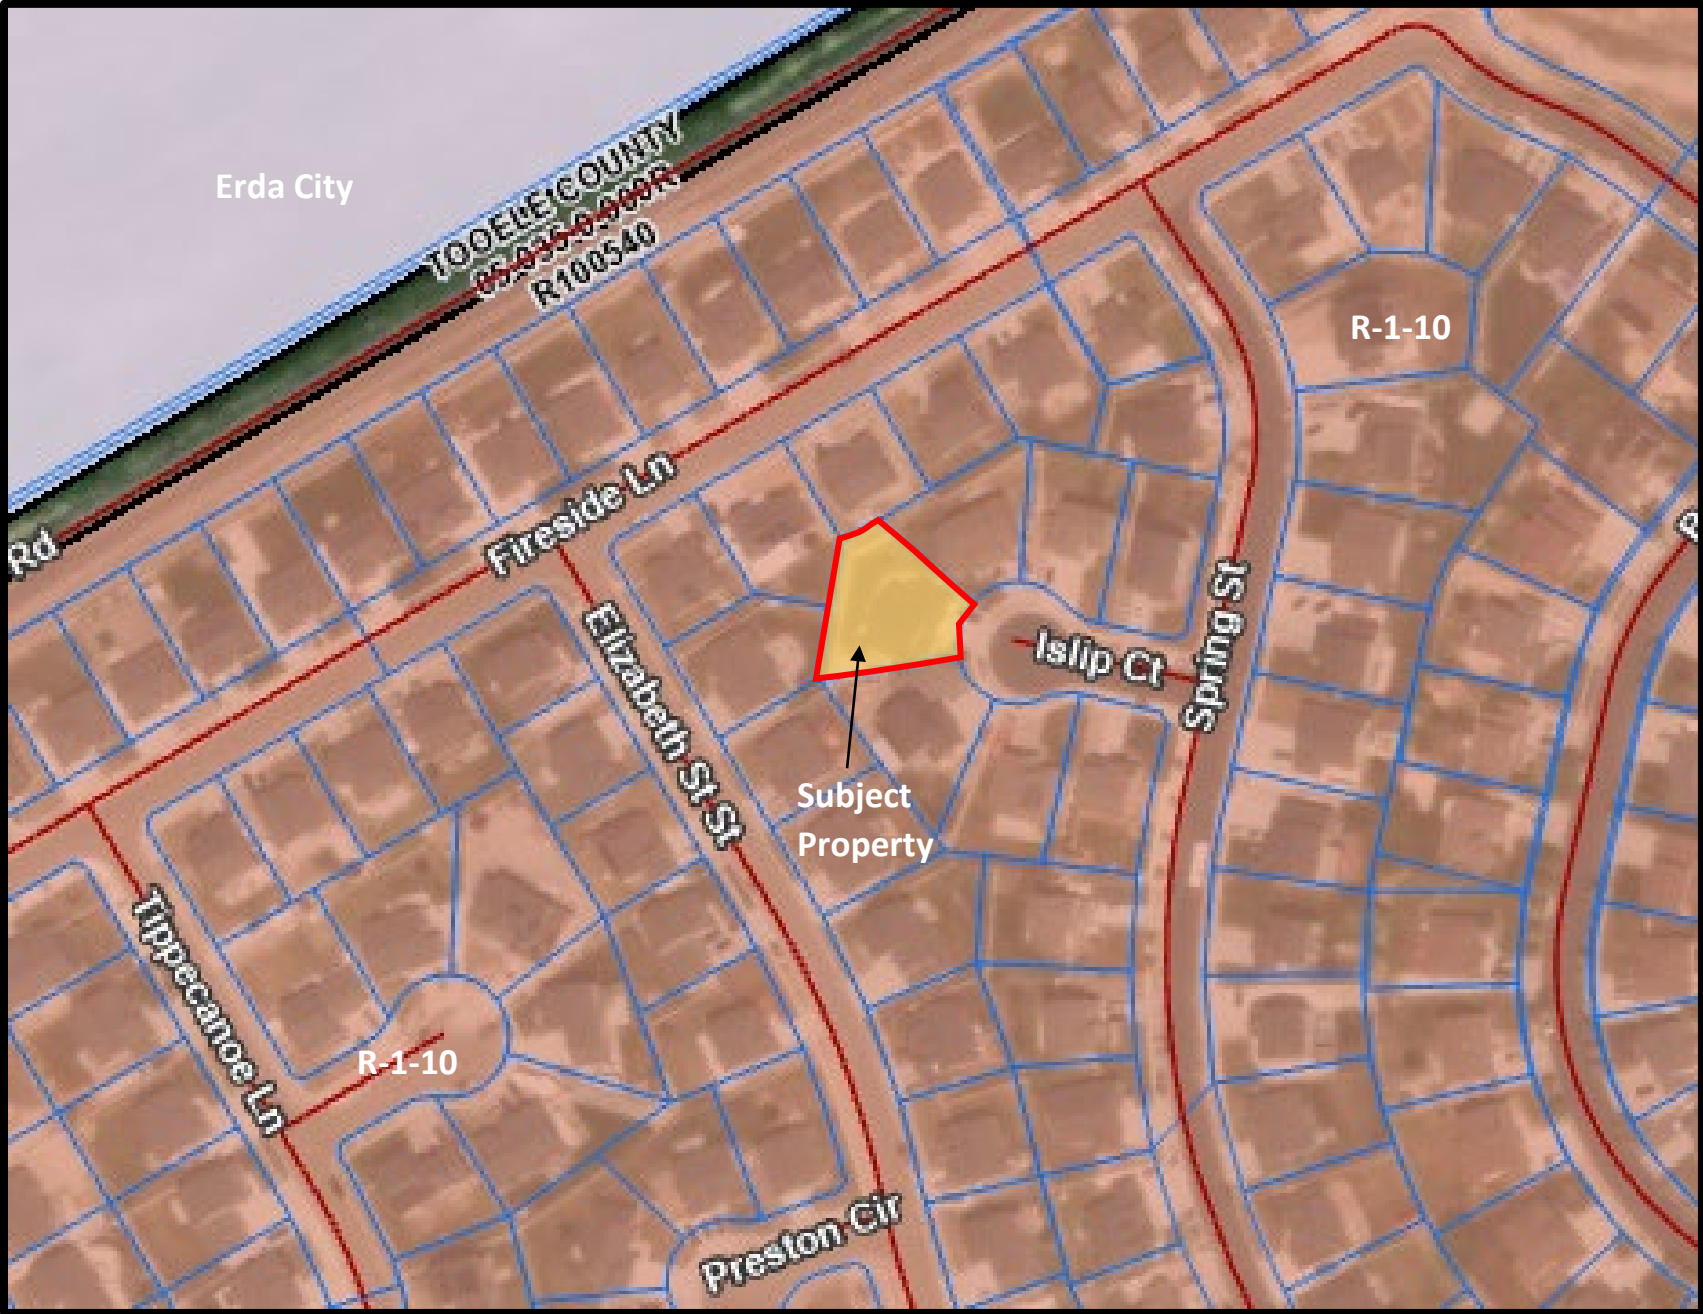 Erda City
TOOELE COUNTY
R100540
R-1-10
Rd
Fireside Ln
Elizabeth St St
Islip Ct
Spring St
Subject
Property
Tippecanoe Ln
R-1-10
Preston Cir